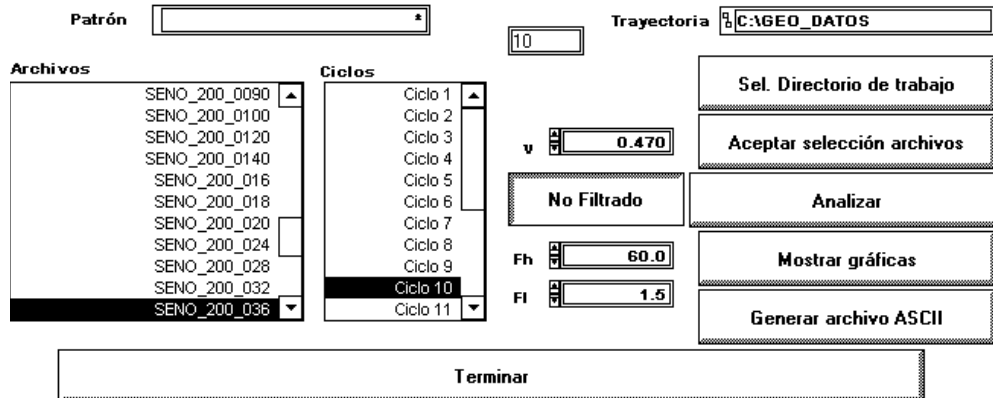 Patrón
*
Trayectoria
C:\GEO_DATOS
10
Archivos
SENO_200_0090
SENO_200_0100
SENO_200_0120
SENO_200_0140
SENO_200_016
SENO_200_018
SENO_200_020
SENO_200_024
SENO_200_028
SENO_200_032
SENO_200_036
Ciclos
Ciclo 1
Ciclo 2
Ciclo 3
Ciclo 4
Ciclo 5
Ciclo 6
Ciclo 7
Ciclo 8
Ciclo 9
Ciclo 10
Ciclo 11
υ 0.470
No Filtrado
Fh 60.0
Fl 1.5
Sel. Directorio de trabajo
Aceptar selección archivos
Analizar
Mostrar gráficas
Generar archivo ASCII
Terminar